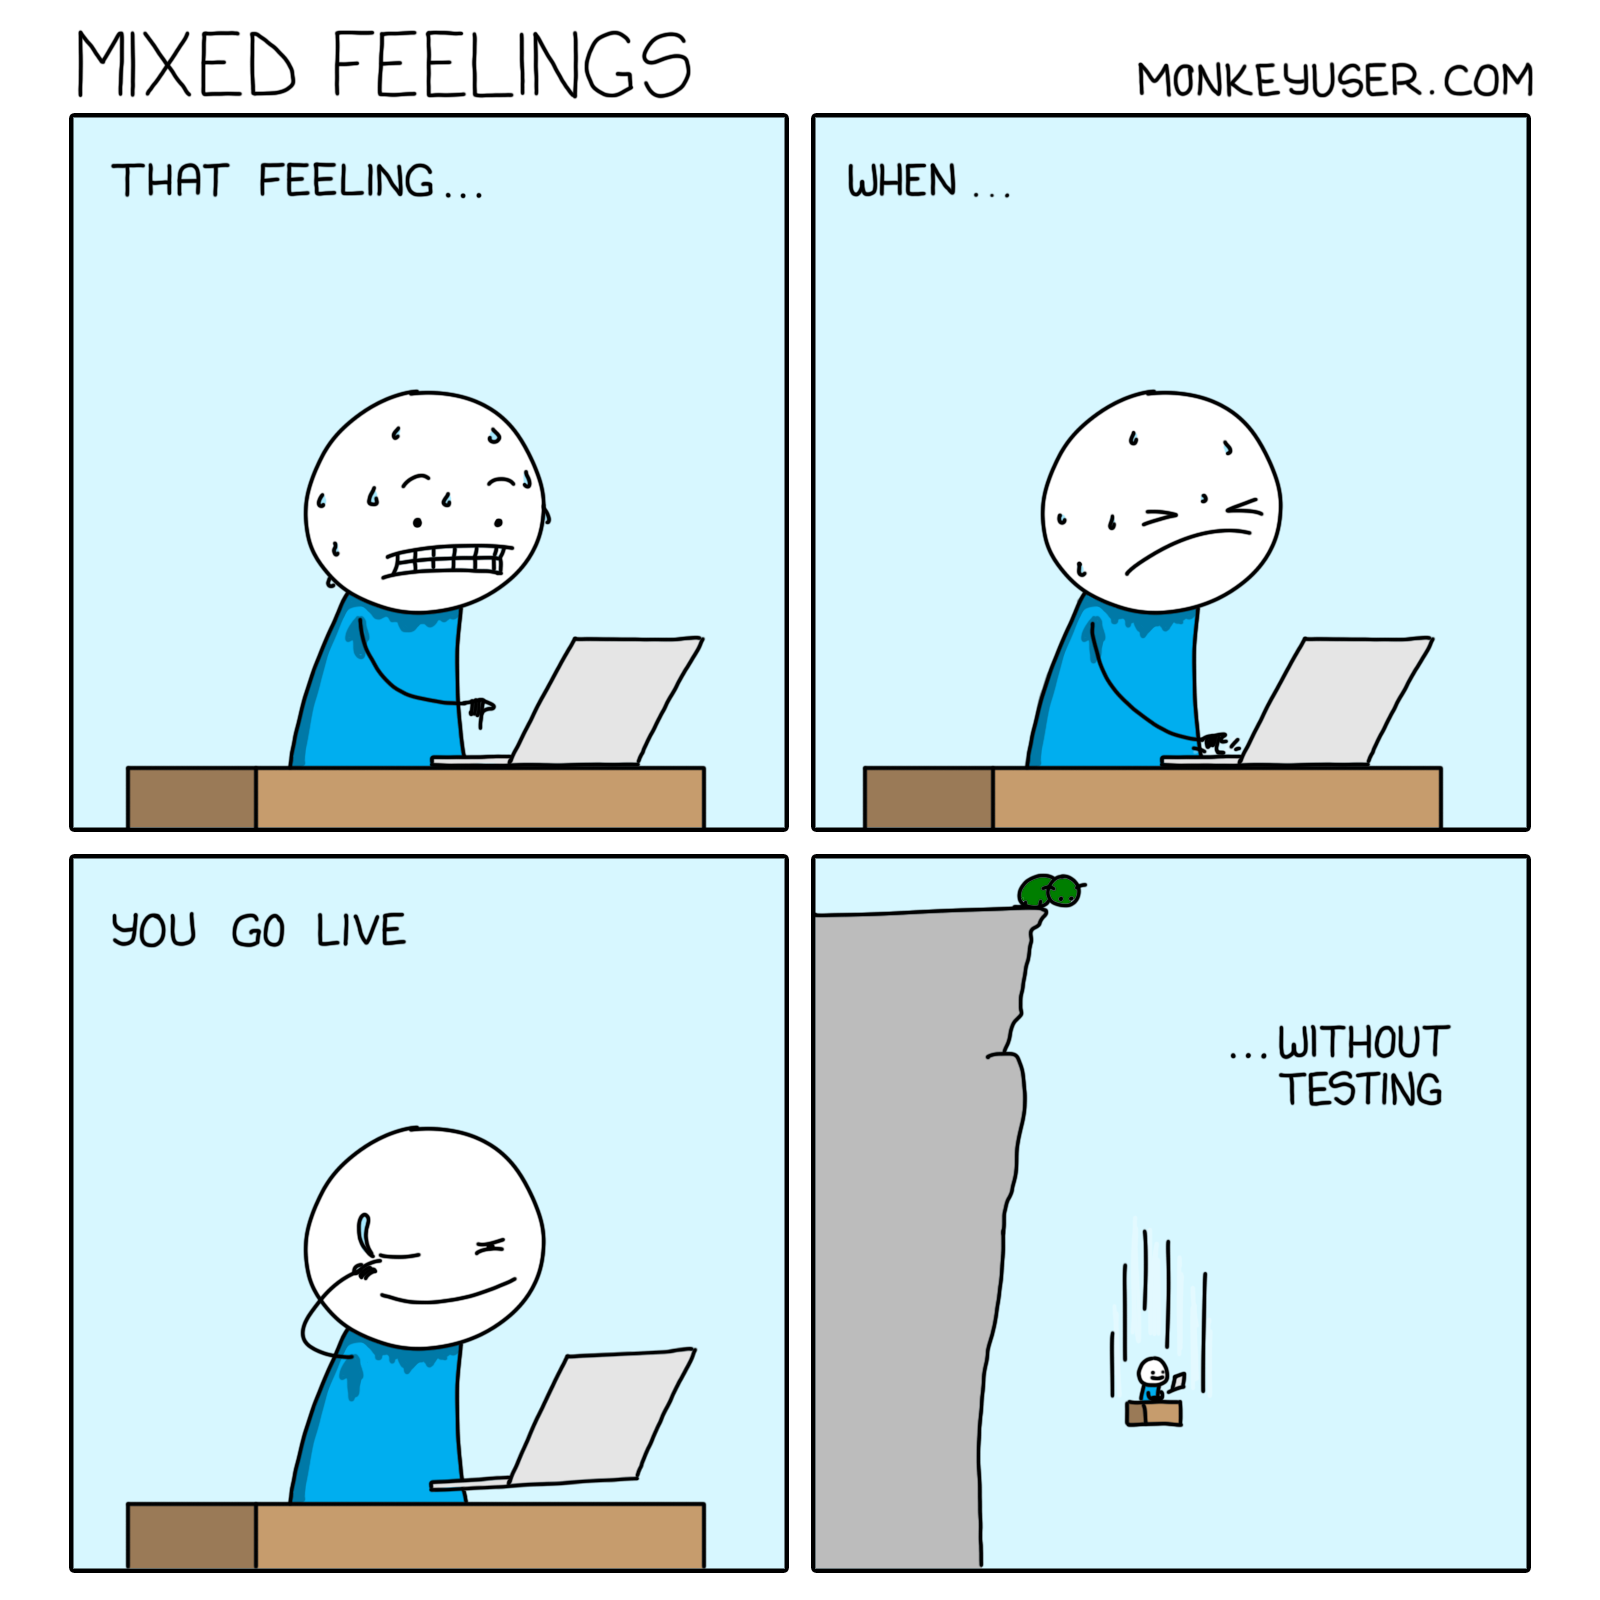 MIXED FEELINGS
MONKEYUSER.COM
THAT FEELING...
WHEN...
YOU GO LIVE
...WITHOUT
TESTING